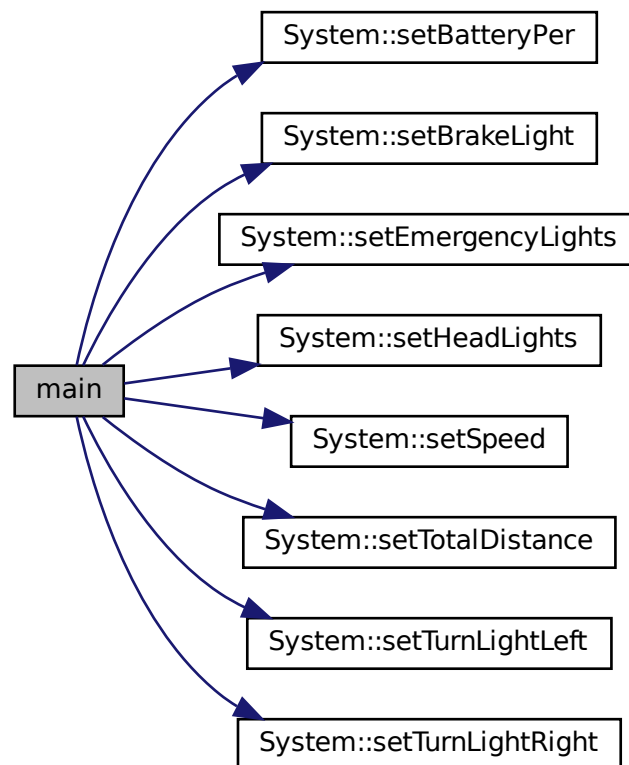 System::setBatteryPer
System::setBrakeLight
System::setEmergencyLights
System::setHeadLights
main
System::setSpeed
System::setTotalDistance
System::setTurnLightLeft
System::setTurnLightRight